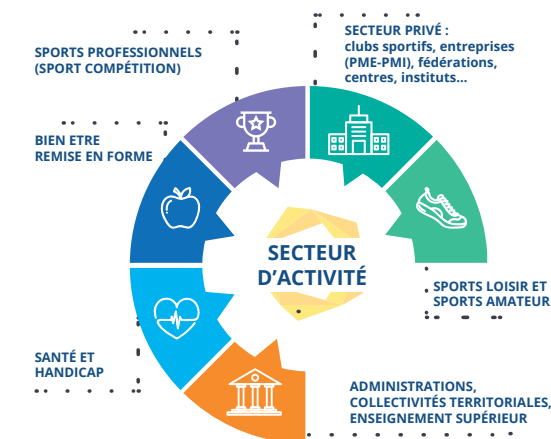 SPORTS PROFESSIONNELS
(SPORT COMPÉTITION)
SECTEUR PRIVÉ :
clubs sportifs, entreprises
(PME-PMI), fédérations,
centres, instituts...
BIEN ETRE
REMISE EN FORME
SECTEUR
D'ACTIVITÉ
SPORTS LOISIR ET
SPORTS AMATEUR
SANTÉ ET
HANDICAP
ADMINISTRATIONS,
COLLECTIVITÉS TERRITORIALES,
ENSEIGNEMENT SUPÉRIEUR